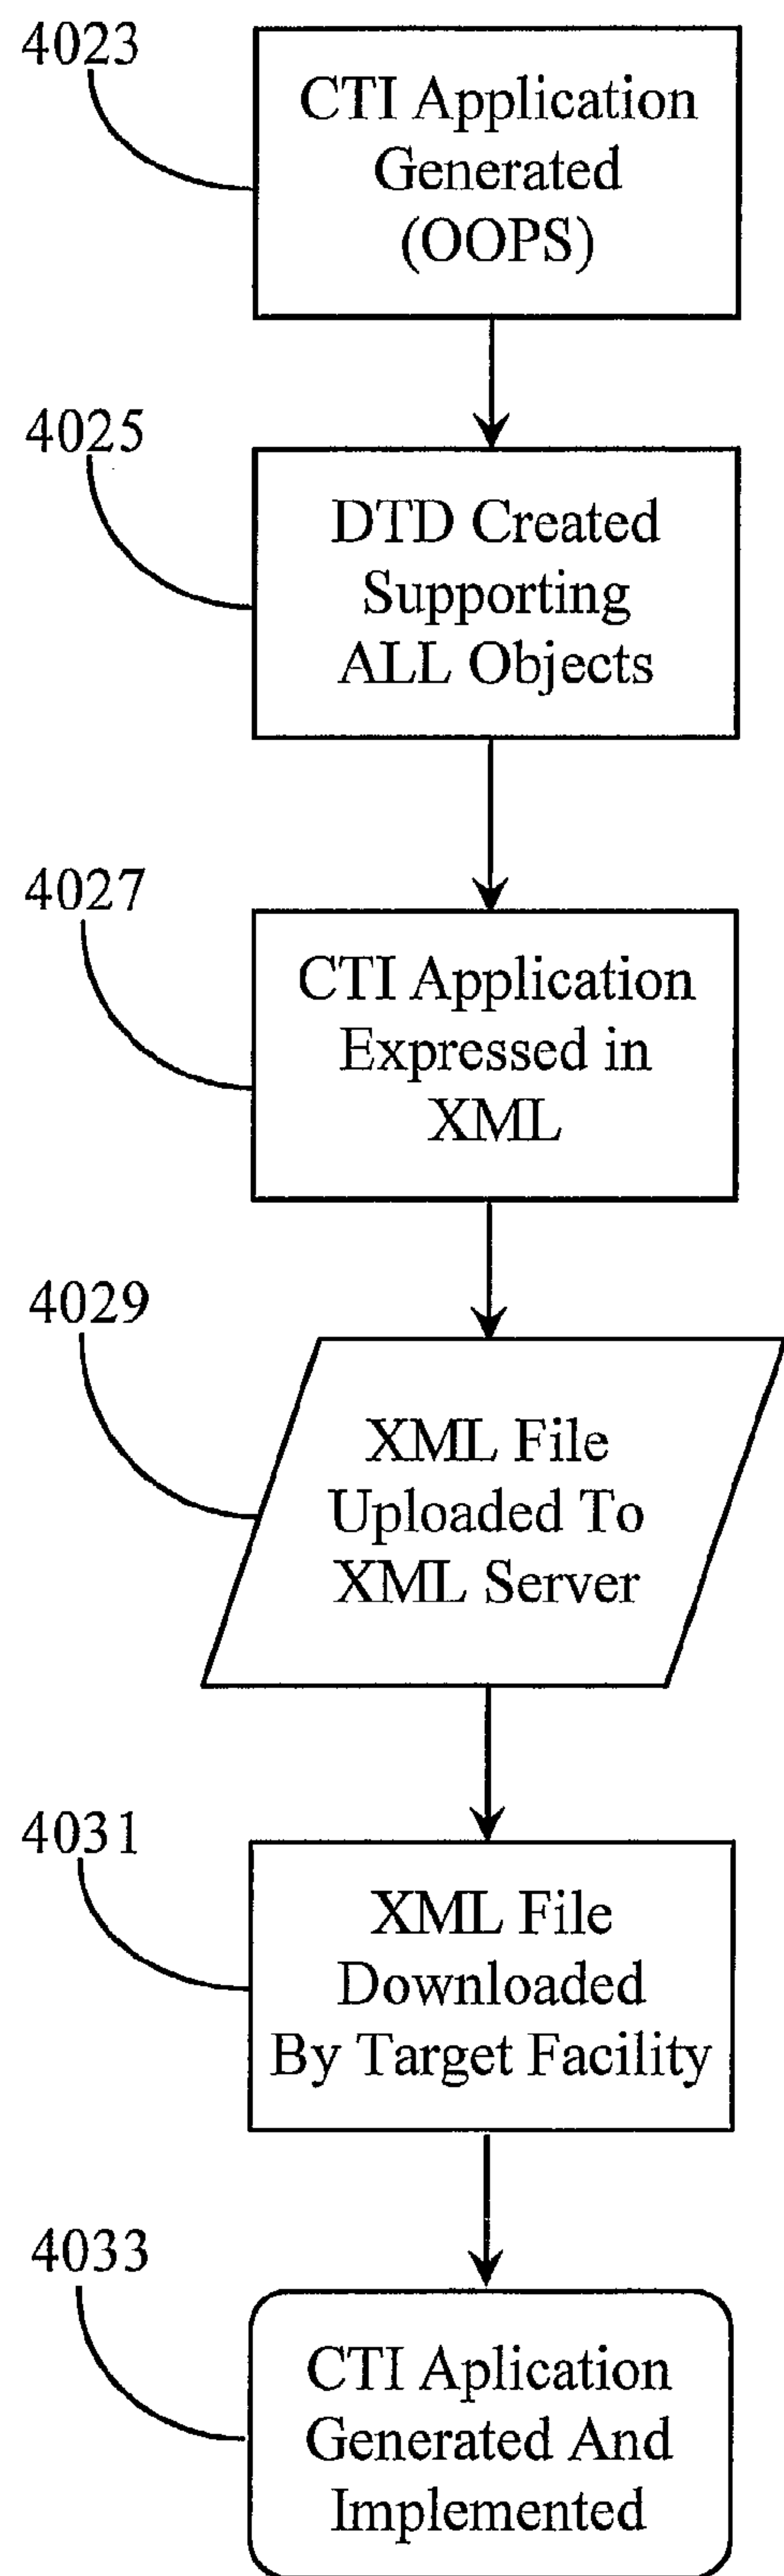 4023
CTI Application
Generated
(OOPS)
4025
DTD Created
Supporting
ALL Objects
4027
CTI Application
Expressed in
XML
4029
XML File
Uploaded To
XML Server
4031
XML File
Downloaded
By Target Facility
4033
CTI Aplication
Generated And
Implemented